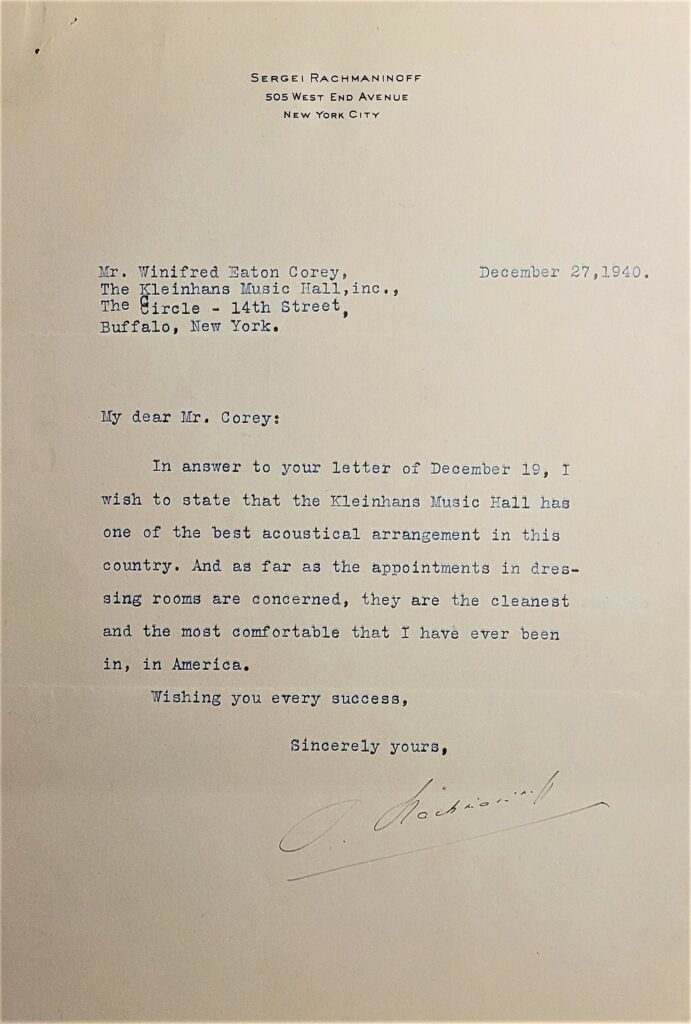 SERGEI RACHMANINOFF
505 WEST END AVENUE
NEW YORK CITY
Mr. Winifred Eaton Corey,
December 27,1940.
The Kleinhans Music Hall,inc.,
The Circle - 14th Street,
Buffalo, New York.
My dear Mr. Corey:
In answer to your letter of December 19, I
wish to state that the Kleinhans Music Hall has
one of the best acoustical arrangement in this
country. And as far as the appointments in dres-
sing rooms are concerned, they are the cleanest
and the most comfortable that I have ever been
in, in America.
Wishing you every success,
Sincerely yours,
S. Rachmaninoff